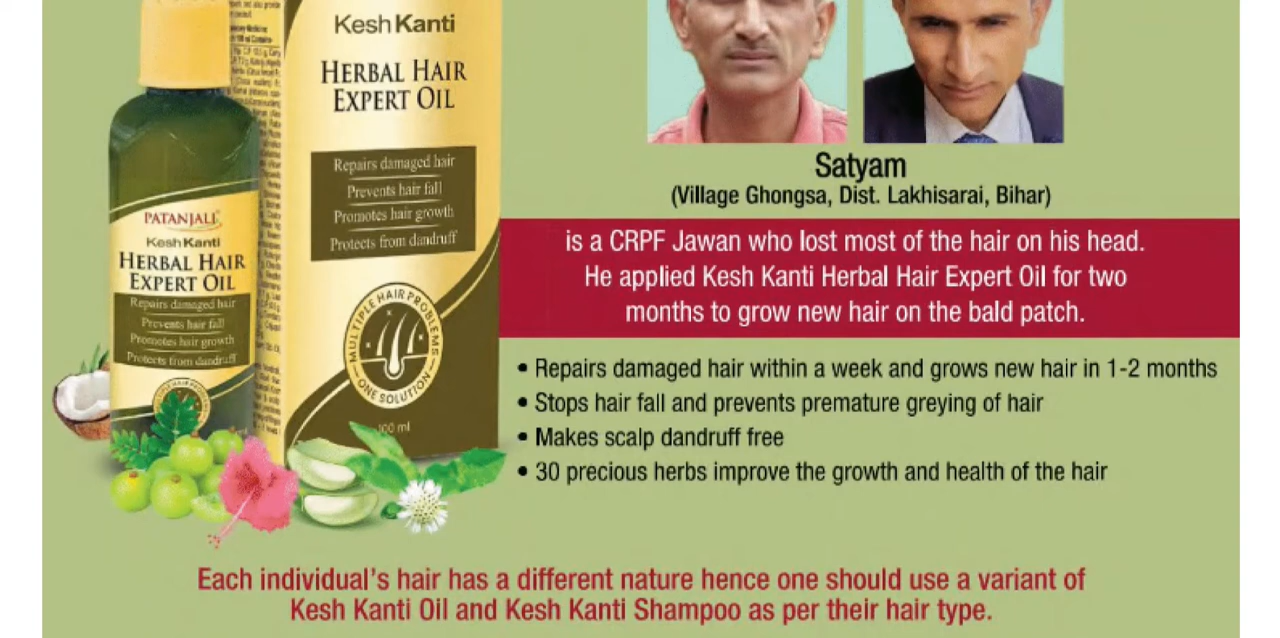 Kesh Kanti
HERBAL HAIR
EXPERT OIL
Repairs damaged hair
Prevents hair fall
Promotes hair growth
Protects from dandruff
MULTIPLE HAIR PROBLEMS
ONE SOLUTION
100 ml
PATANJALI
Kesh Kanti
HERBAL HAIR
EXPERT OIL
Repairs damaged hair
Prevents hair fall
Promotes hair growth
Protects from dandruff
Satyam
(Village Ghongsa, Dist. Lakhisarai, Bihar)
is a CRPF Jawan who lost most of the hair on his head.
He applied Kesh Kanti Herbal Hair Expert Oil for two
months to grow new hair on the bald patch.
• Repairs damaged hair within a week and grows new hair in 1-2 months
• Stops hair fall and prevents premature greying of hair
• Makes scalp dandruff free
• 30 precious herbs improve the growth and health of the hair
Each individual's hair has a different nature hence one should use a variant of
Kesh Kanti Oil and Kesh Kanti Shampoo as per their hair type.